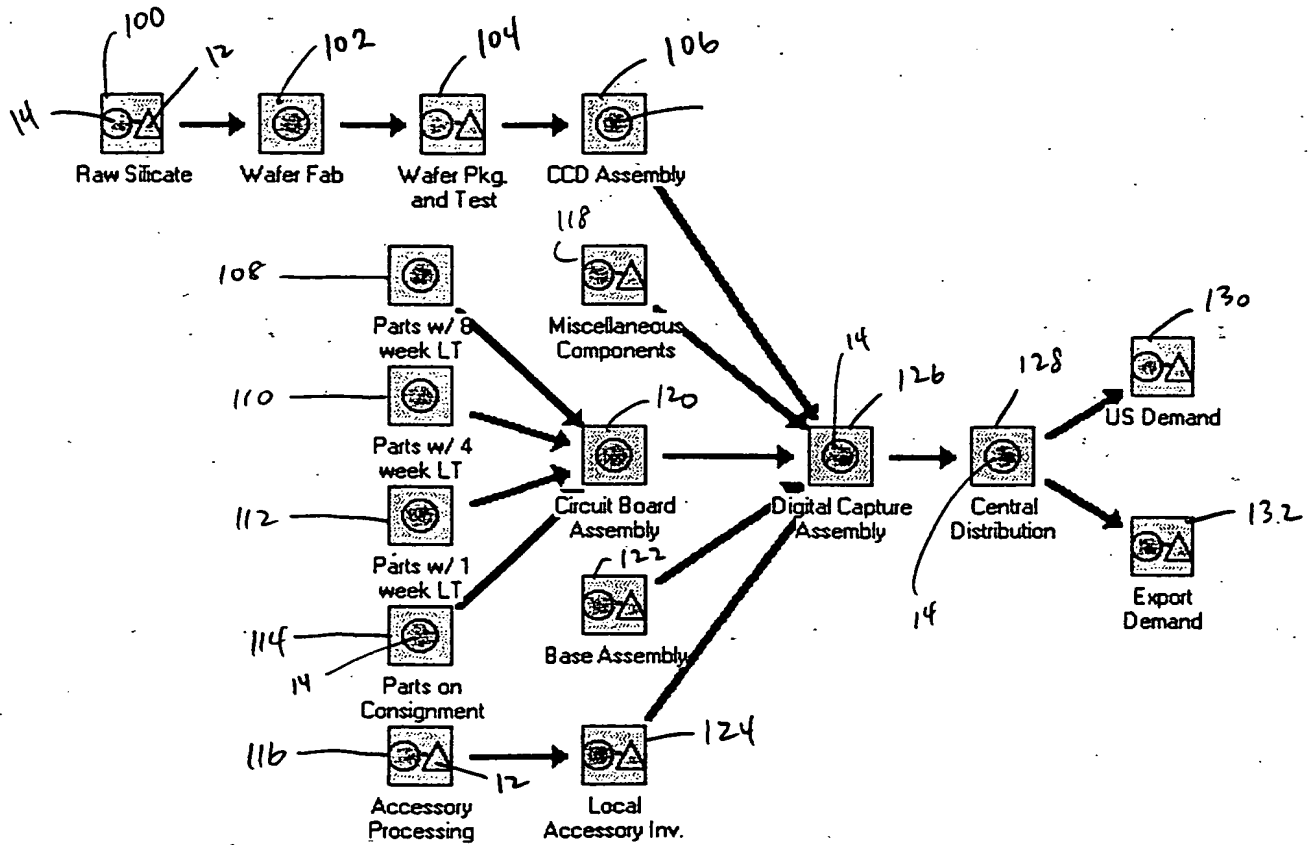 100
12
102
104
106
14
Raw Silicate
Wafer Fab
Wafer Pkg.
and Test
CCD Assembly
118
108
Parts w/ 8
week LT
Miscellaneous
Components
130
US Demand
110
Parts w/ 4
week LT
120
Circuit Board
Assembly
14
126
Digital Capture
Assembly
128
Central
Distribution
14
112
Parts w/ 1
week LT
122
Base Assembly
13.2
Export
Demand
114
14
Parts on
Consignment
116
12
Accessory
Processing
124
Local
Accessory Inv.